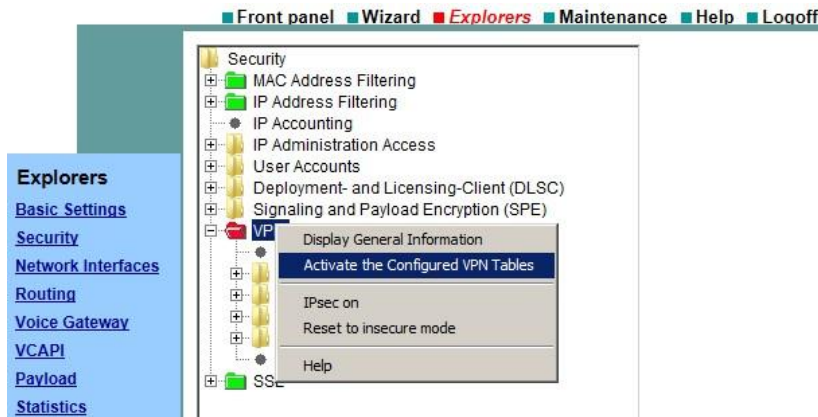 Front panel Wizard Explorers Maintenance Help Logoff
Security
MAC Address Filtering
IP Address Filtering
IP Accounting
IP Administration Access
User Accounts
Deployment- and Licensing-Client (DLSC)
Signaling and Payload Encryption (SPE)
VP
Display General Information
Activate the Configured VPN Tables
IPsec on
Reset to insecure mode
Help
Explorers
Basic Settings
Security
Network Interfaces
Routing
Voice Gateway
VCAPI
Payload
Statistics